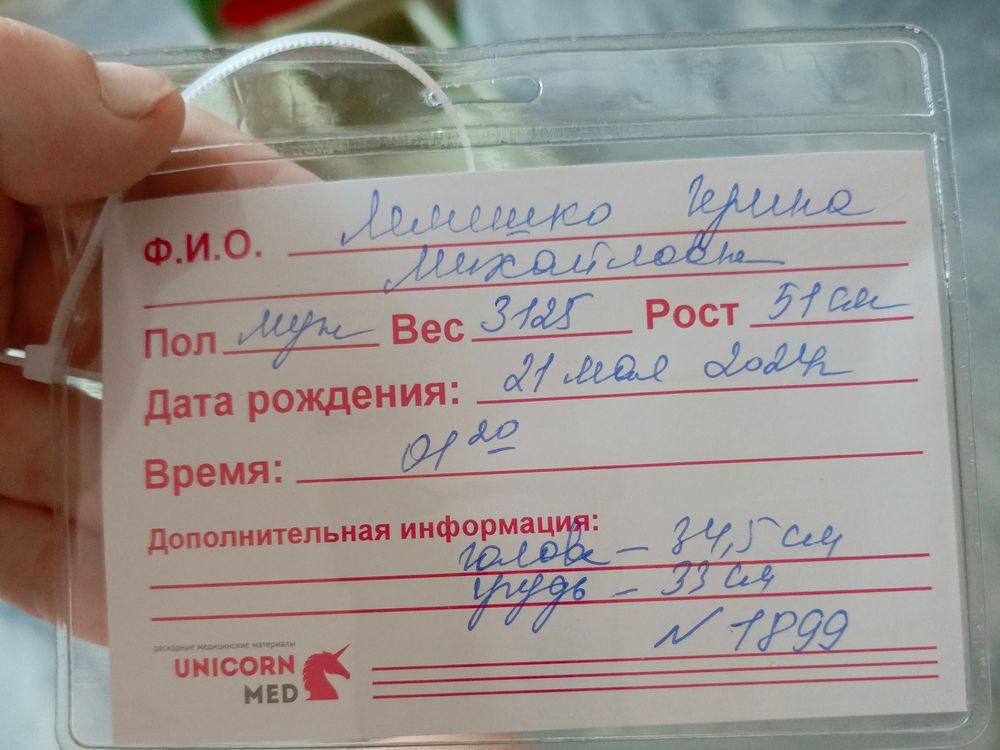 Ф.И.О. Лемешко Ирина
Михайловна
Пол муж Вес 3125 Рост 51 см
Дата рождения: 21 мая 2024г
Время: 01 20
Дополнительная информация:
голова – 34,5 см
грудь – 33 см
N 1899
расходные медицинские материалы
UNICORN
MED